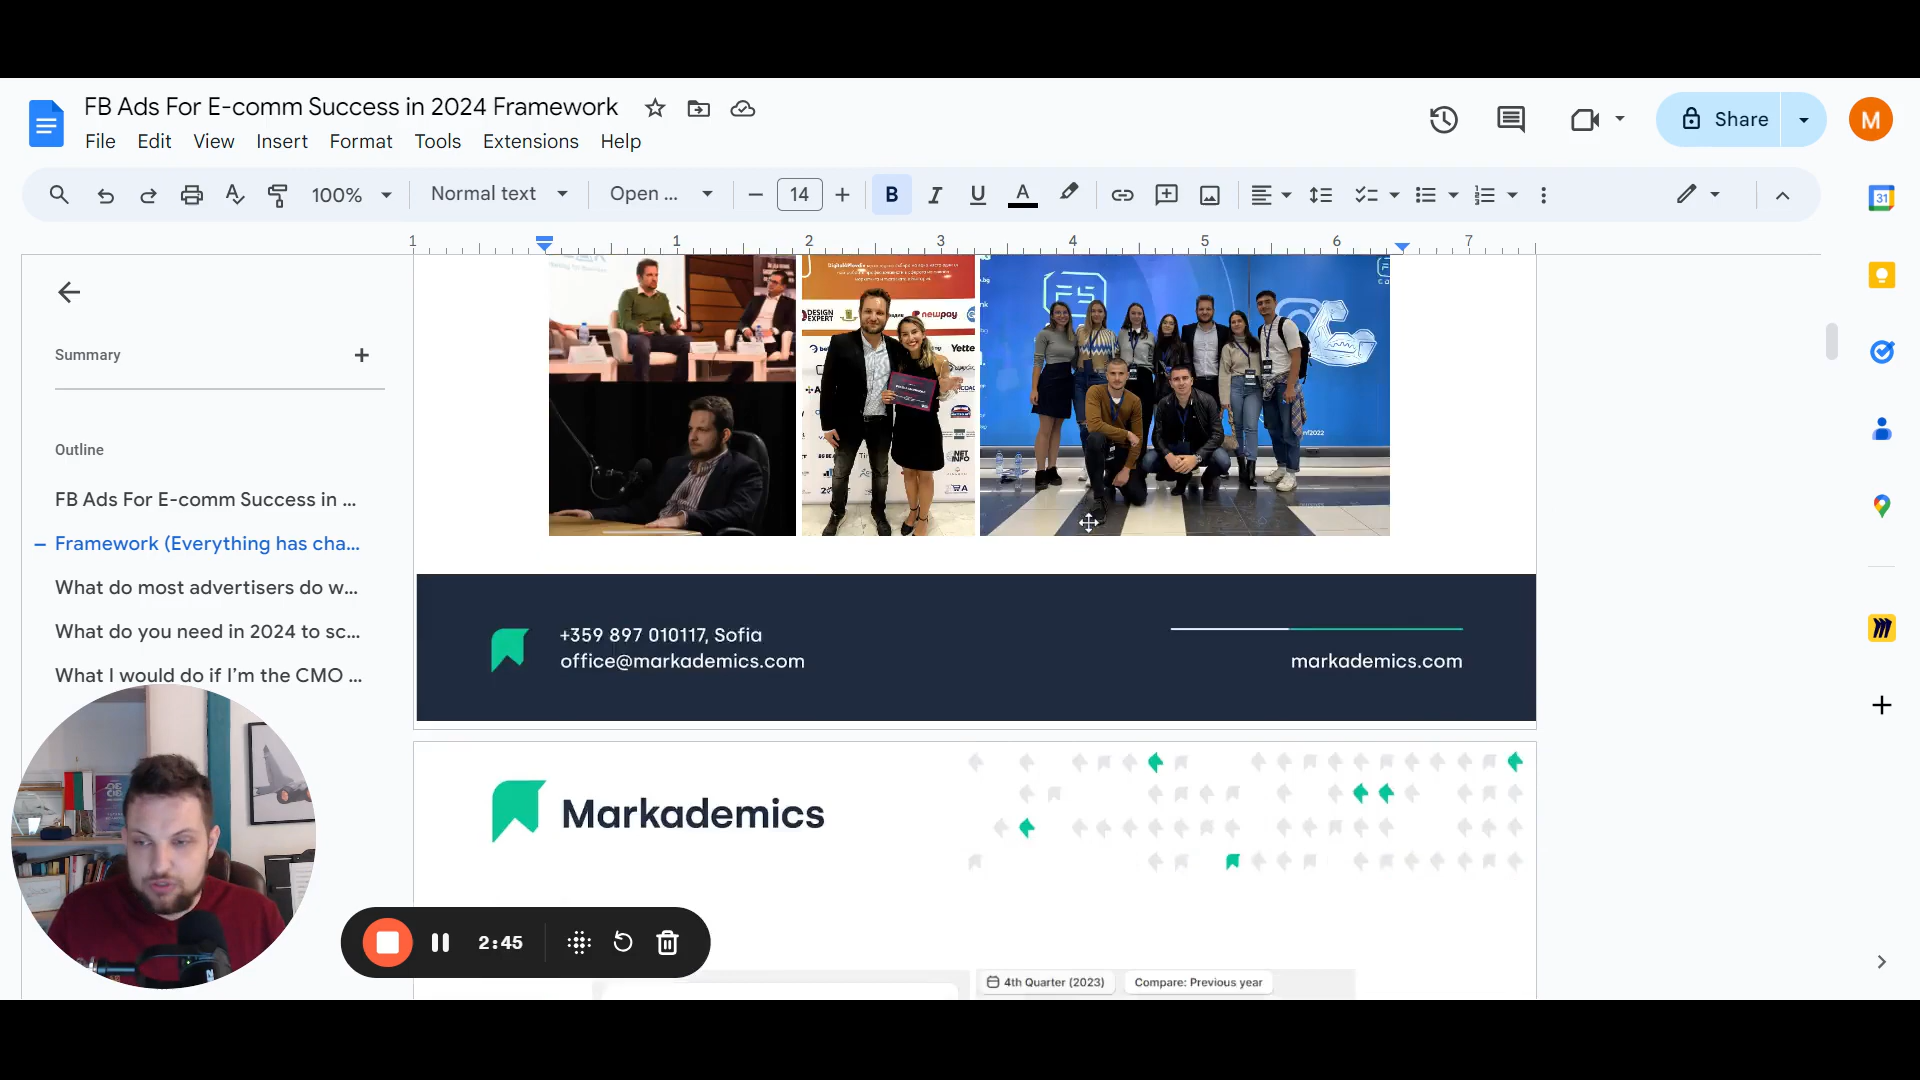 FB Ads For E-comm Success in 2024 Framework
File Edit View Insert Format Tools Extensions Help
Share
M
100%
Normal text
Open ...
14
B
I
U
A
1 1 2 3 4 5 6 7
31
Summary
Outline
FB Ads For E-comm Success in ...
Framework (Everything has cha...
What do most advertisers do w...
What do you need in 2024 to sc...
What I would do if I'm the CMO ...
DESIGN
EXPERT
newpay
Yette
NET
INFO
FS
+359 897 010117, Sofia
office@markademics.com
markademics.com
Markademics
2:45
4th Quarter (2023)
Compare: Previous year